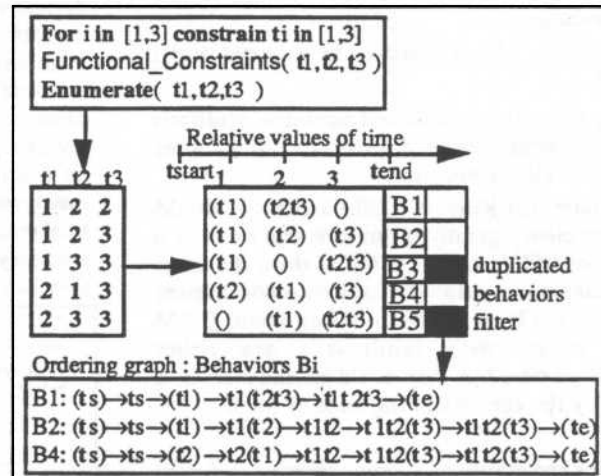 For i in [1,3] constrain ti in [1,3]
Functional_Constraints( t1,t2,t3 )
Enumerate( t1,t2,t3 )
Relative values of time
tstart 1 2 3 tend
t1 t2 t3
1 2 2 (t1) (t2t3) () B1
1 2 3 (t1) (t2) (t3) B2
1 3 3 (t1) (t2t3) B3 duplicated
2 1 3 (t2) (t1) (t3) B4 behaviors
2 3 3 () (t1) (t2t3) B5 filter
Ordering graph : Behaviors Bi
B1: (ts)→ts→(t1)→t1(t2t3)→t1t2t3→(te)
B2: (ts)→ts→(t1)→t1(t2)→t1t2→t1t2(t3)→t1t2(t3)→(te)
B4: (ts)→ts→(t2)→t2(t1)→t1t2→t1t2(t3)→t1t2(t3)→(te)